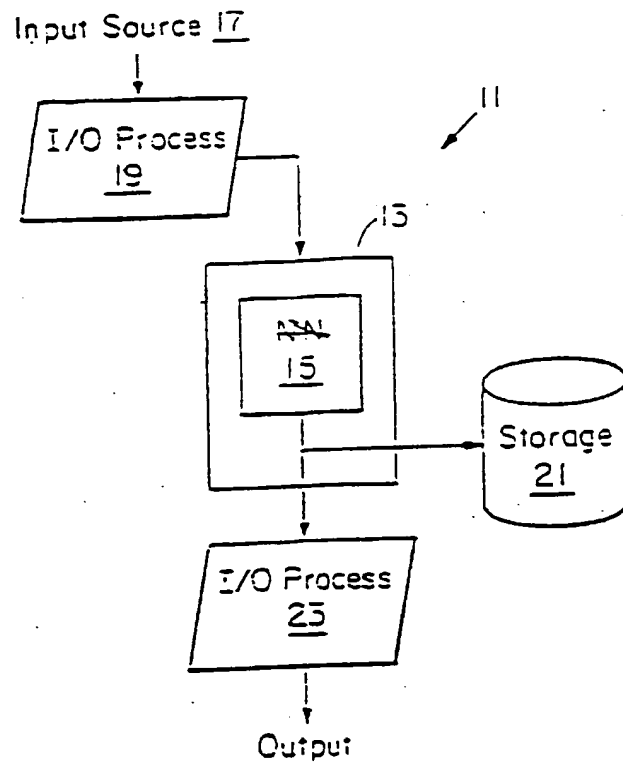 Input Source 17
I/O Process
19
11
13
15
Storage
21
I/O Process
23
Output